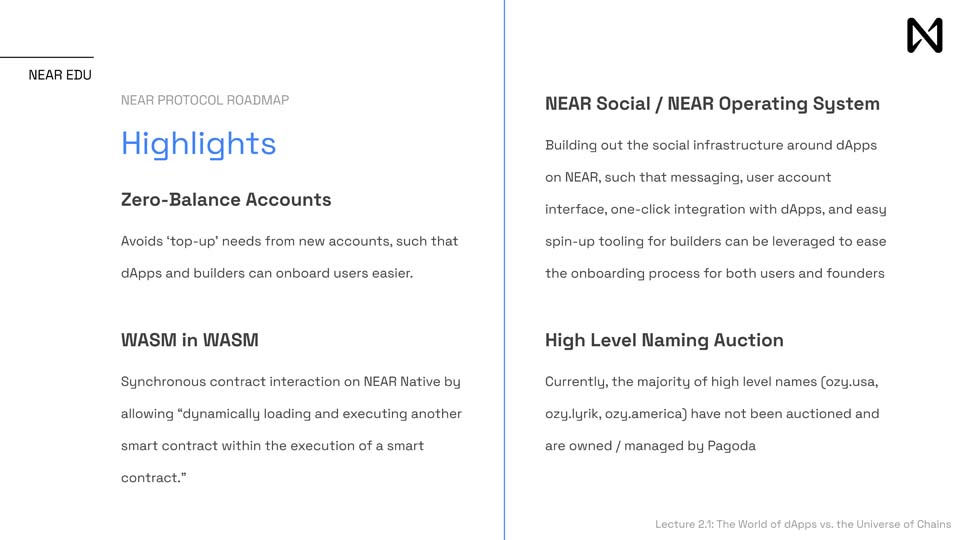 NEAR EDU
NEAR PROTOCOL ROADMAP
Highlights
Zero-Balance Accounts
Avoids ‘top-up’ needs from new accounts, such that
dApps and builders can onboard users easier.
WASM in WASM
Synchronous contract interaction on NEAR Native by
allowing “dynamically loading and executing another
smart contract within the execution of a smart
contract.”
NEAR Social / NEAR Operating System
Building out the social infrastructure around dApps
on NEAR, such that messaging, user account
interface, one-click integration with dApps, and easy
spin-up tooling for builders can be leveraged to ease
the onboarding process for both users and founders
High Level Naming Auction
Currently, the majority of high level names (ozy.usa,
ozy.lyrik, ozy.america) have not been auctioned and
are owned / managed by Pagoda
Lecture 2.1: The World of dApps vs. the Universe of Chains